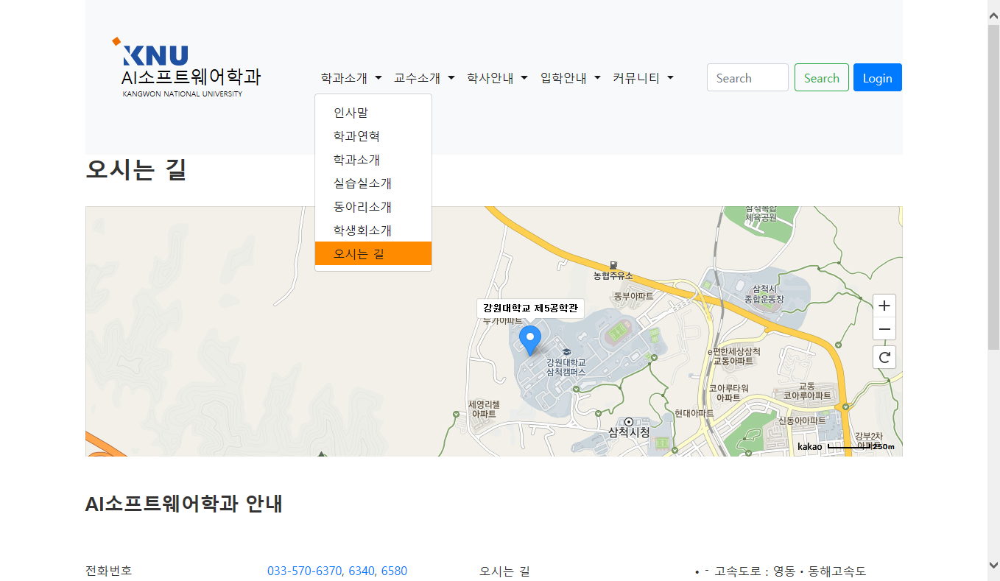 KNU
AI소프트웨어학과
KANGWON NATIONAL UNIVERSITY
학과소개 교수소개 학사안내 입학안내 커뮤니티 Search Search Login
인사말
학과연혁
학과소개
실습실소개
동아리소개
학생회소개
오시는 길
오시는 길
삼척복합
체육공원
농협주유소
동부아파트
삼척시
종합운동장
강원대학교 제5공학관
두가아파트
강원대학교
삼척캠퍼스
e편한세상삼척
교동아파트
코아루타워
아파트
교동
코아루아파트
세영리첼
아파트
현대아파트
신동아아파트
삼척시청
강부2차
아파트
kakao 250m
AI소프트웨어학과 안내
전화번호 033-570-6370, 6340, 6580 오시는 길 • - 고속도로 : 영동・동해고속도